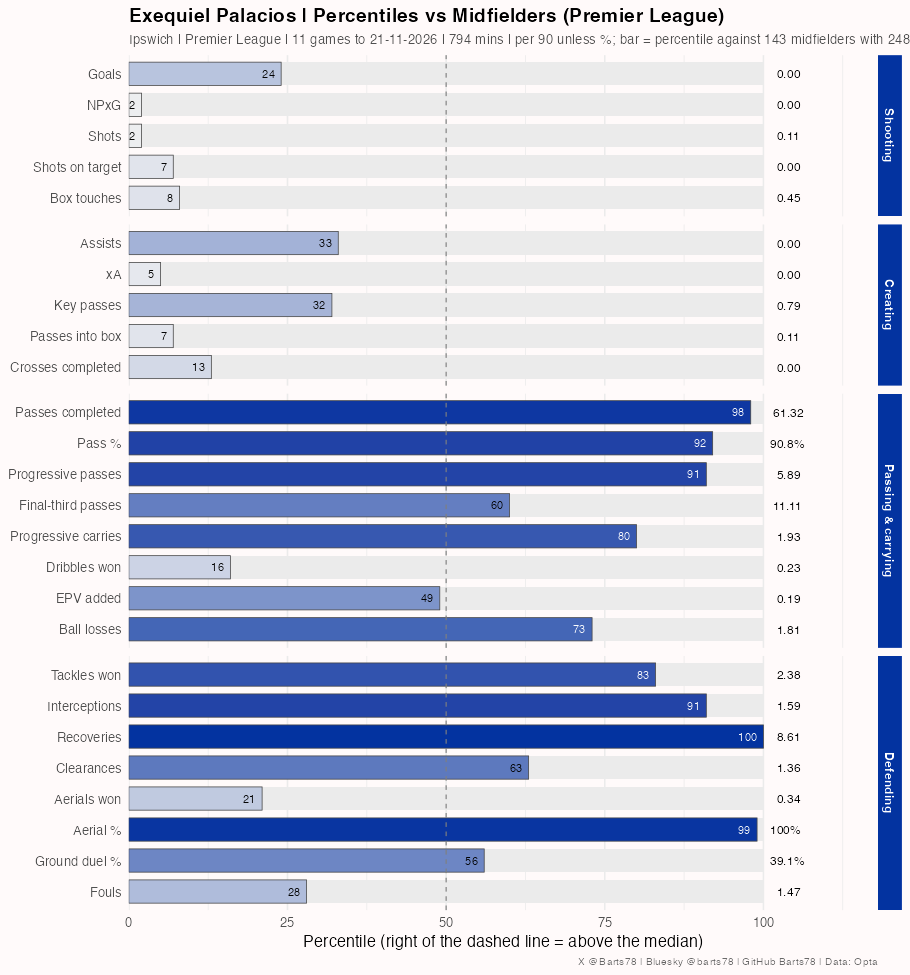 Exequiel Palacios | Percentiles vs Midfielders (Premier League)
Ipswich | Premier League | 11 games to 21-11-2026 | 794 mins | per 90 unless %; bar = percentile against 143 midfielders with 248
Goals 24 0.00
NPxG 2 0.00
Shots 2 0.11
Shots on target 7 0.00
Box touches 8 0.45
Shooting
Assists 33 0.00
xA 5 0.00
Key passes 32 0.79
Passes into box 7 0.11
Crosses completed 13 0.00
Creating
Passes completed 98 61.32
Pass % 92 90.8%
Progressive passes 91 5.89
Final-third passes 60 11.11
Progressive carries 80 1.93
Dribbles won 16 0.23
EPV added 49 0.19
Ball losses 73 1.81
Passing & carrying
Tackles won 83 2.38
Interceptions 91 1.59
Recoveries 100 8.61
Clearances 63 1.36
Aerials won 21 0.34
Aerial % 99 100%
Ground duel % 56 39.1%
Fouls 28 1.47
Defending
0 25 50 75 100
Percentile (right of the dashed line = above the median)
X @Barts78 | Bluesky @barts78 | GitHub Barts78 | Data: Opta